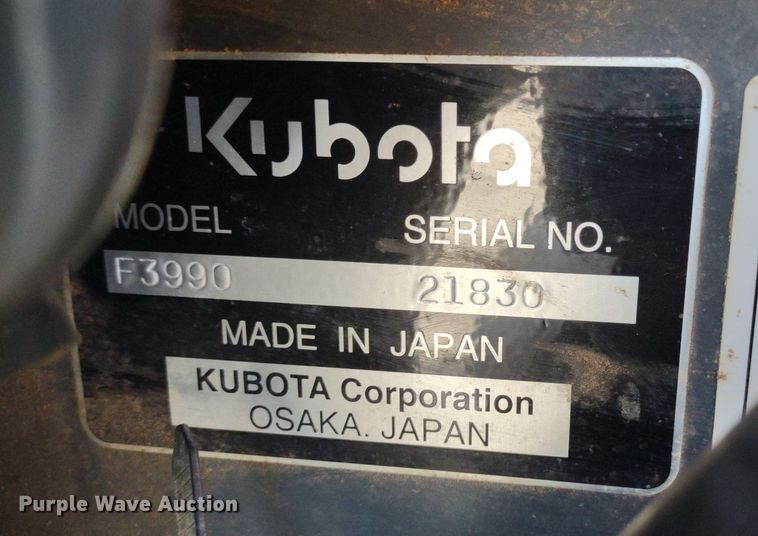 Kubota
MODEL SERIAL NO.
F3990 21830
MADE IN JAPAN
KUBOTA Corporation
OSAKA. JAPAN
Purple Wave Auction